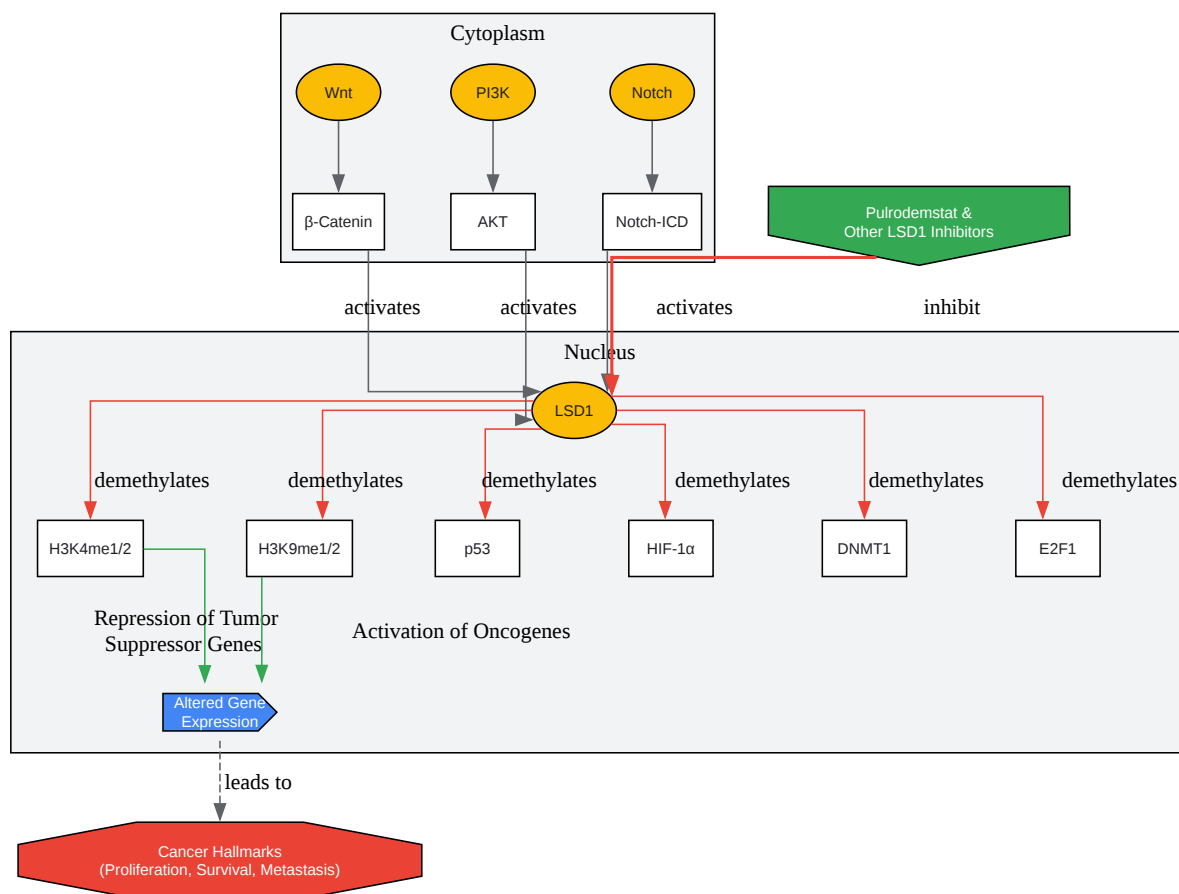 Cytoplasm
Wnt
PI3K
Notch
β-Catenin
AKT
Notch-ICD
Pulrodemstat &
Other LSD1 Inhibitors
activates
activates
activates
inhibit
Nucleus
LSD1
demethylates
demethylates
demethylates
demethylates
demethylates
demethylates
H3K4me1/2
H3K9me1/2
p53
HIF-1α
DNMT1
E2F1
Repression of Tumor
Suppressor Genes
Activation of Oncogenes
Altered Gene
Expression
leads to
Cancer Hallmarks
(Proliferation, Survival, Metastasis)